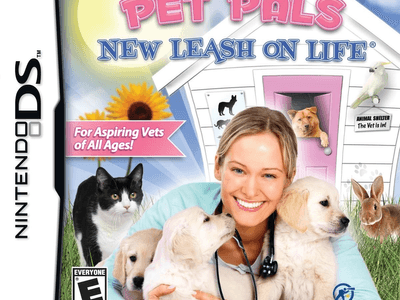 PET PALS
NEW LEASH ON LIFE®
NINTENDO DS™
For Aspiring Vets
of All Ages!
ANIMAL SHELTER
The Vet is in!
EVERYONE
E